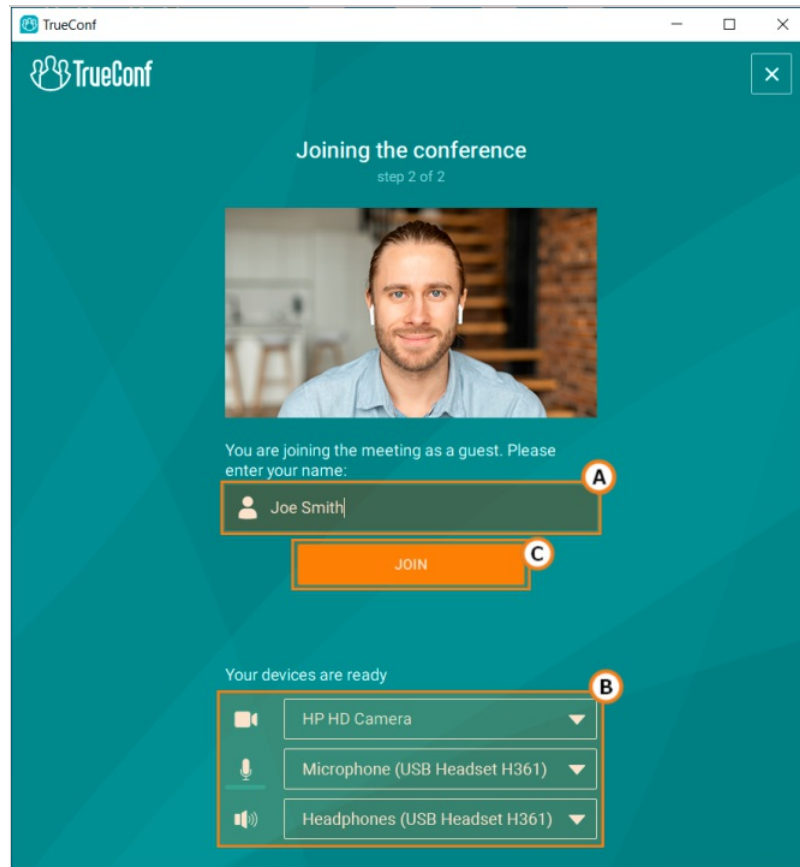 TrueConf
TrueConf
Joining the conference
step 2 of 2
You are joining the meeting as a guest. Please
enter your name:
A
Joe Smith
JOIN
C
Your devices are ready
B
HP HD Camera
Microphone (USB Headset H361)
Headphones (USB Headset H361)